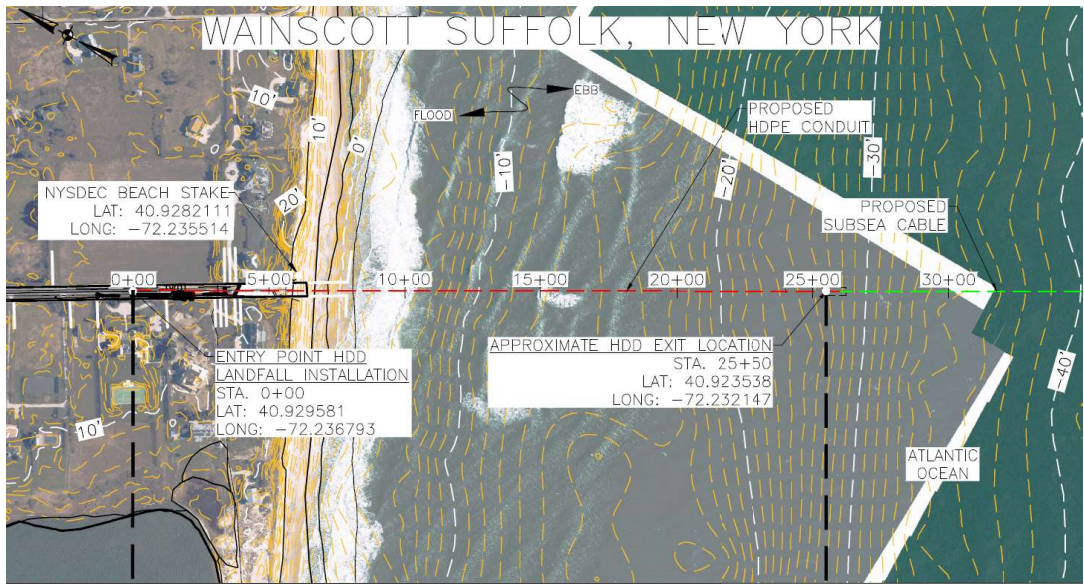 WAINSCOTT SUFFOLK, NEW YORK
10'
10'
0'
-10'
EBB
FLOOD
PROPOSED
HDPE CONDUIT
-20'
-30'
NYSDEC BEACH STAKE
LAT: 40.9282111
LONG: -72.235514
20'
PROPOSED
SUBSEA CABLE
0+00
5+00
10+00
15+00
20+00
25+00
30+00
ENTRY POINT HDD
LANDFALL INSTALLATION
STA. 0+00
LAT: 40.929581
LONG: -72.236793
APPROXIMATE HDD EXIT LOCATION
STA. 25+50
LAT: 40.923538
LONG: -72.232147
-40'
10'
ATLANTIC
OCEAN